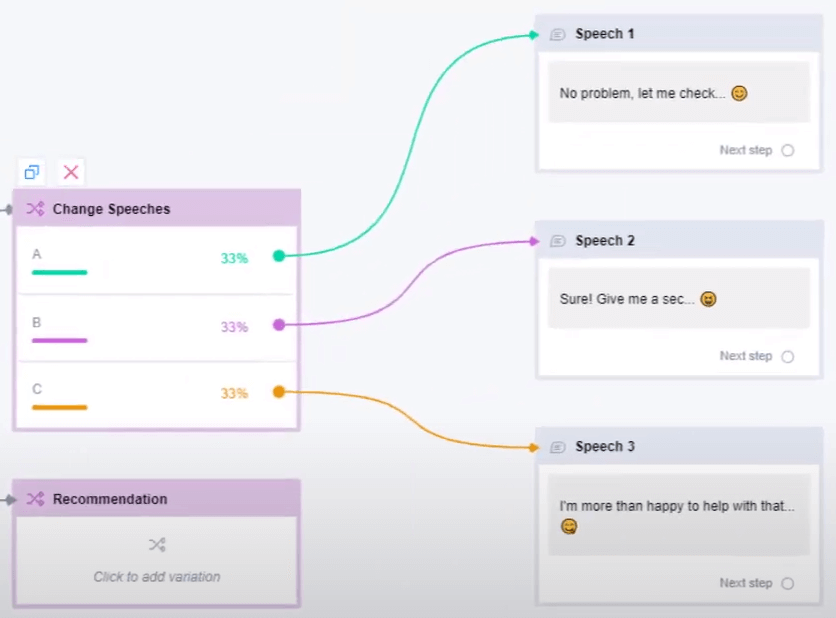 Change Speeches
A
33%
B
33%
C
33%
Recommendation
Click to add variation
Speech 1
No problem, let me check... 😊
Next step
Speech 2
Sure! Give me a sec... 😆
Next step
Speech 3
I'm more than happy to help with that...
😋
Next step